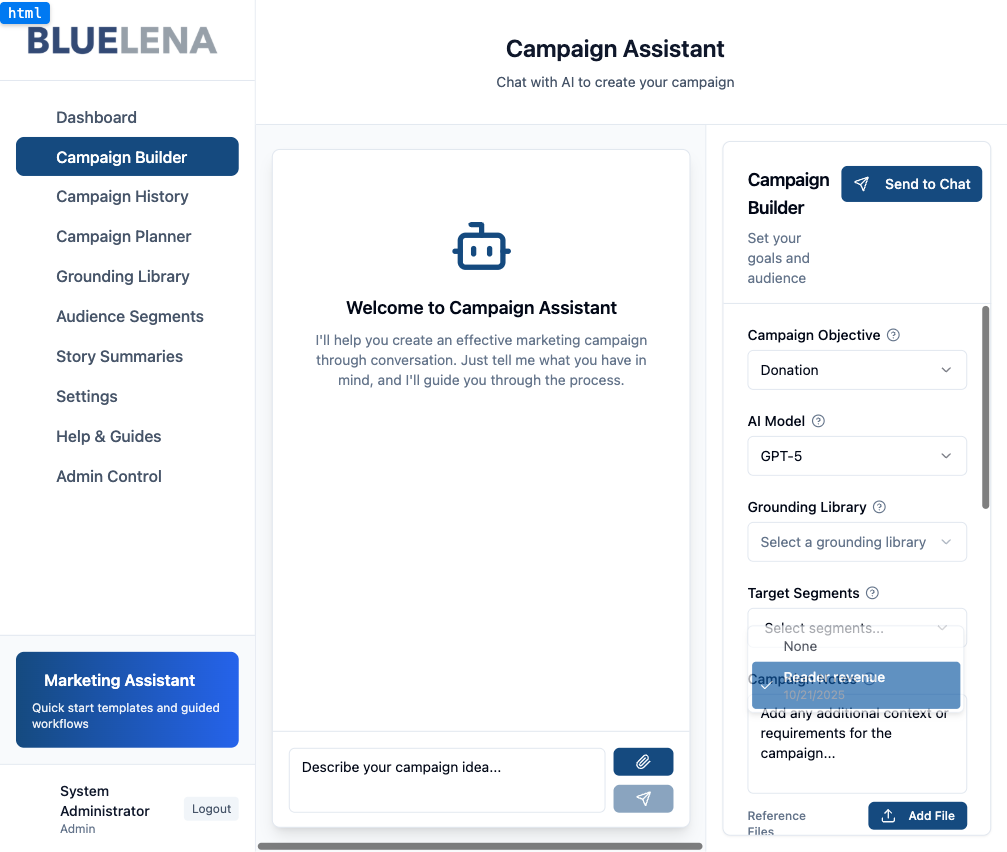 html
BLUELENA
Dashboard
Campaign Builder
Campaign History
Campaign Planner
Grounding Library
Audience Segments
Story Summaries
Settings
Help & Guides
Admin Control
Marketing Assistant
Quick start templates and guided
workflows
System
Administrator
Admin
Logout
Campaign Assistant
Chat with AI to create your campaign
Welcome to Campaign Assistant
I'll help you create an effective marketing campaign
through conversation. Just tell me what you have in
mind, and I'll guide you through the process.
Describe your campaign idea...
Campaign
Builder
Send to Chat
Set your
goals and
audience
Campaign Objective
Donation
AI Model
GPT-5
Grounding Library
Select a grounding library
Target Segments
Select segments...
None
Campaign Notes
Reader revenue
10/21/2025
Add any additional context or
requirements for the
campaign...
Reference
Files
Add File